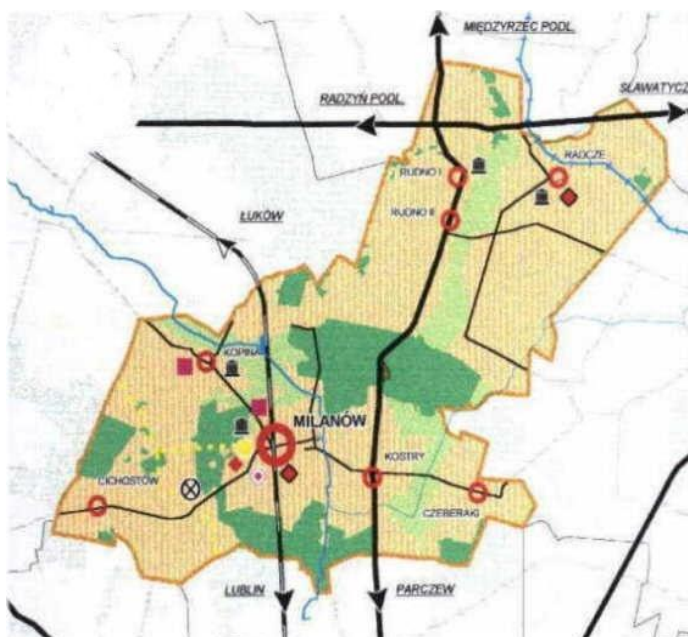 MIĘDZYRZEC PODL.
SŁAWATYCZ
RADZYŃ PODL.
RUDNO I
RADCZE
RUDNO II
ŁUKÓW
KOPINA
MILANÓW
KOSTRY
CICHOSTÓW
CZEBERAKI
LUBLIN
PARCZEW